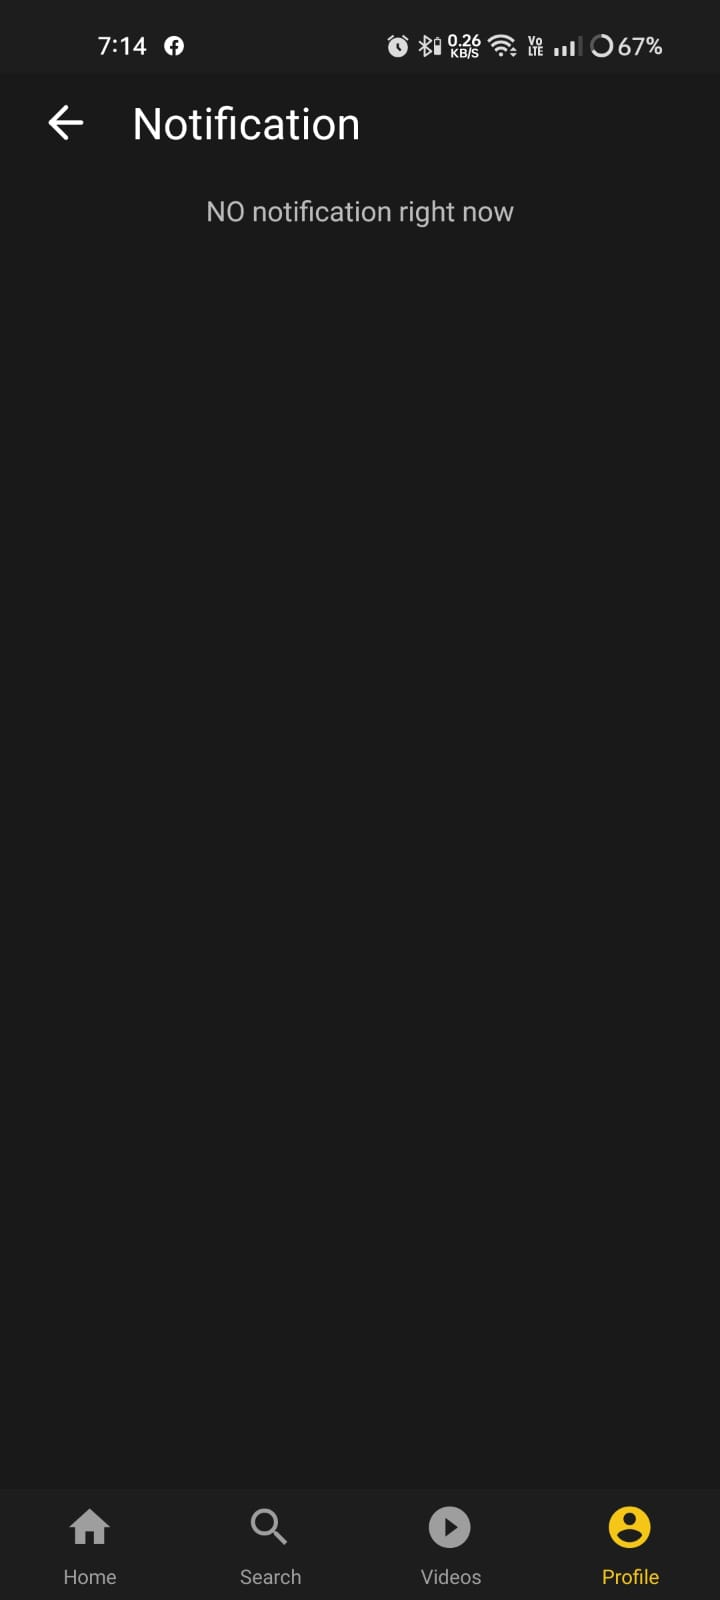 7:14 0.26 KB/S Vo LTE 67%
Notification
NO notification right now
Home Search Videos Profile